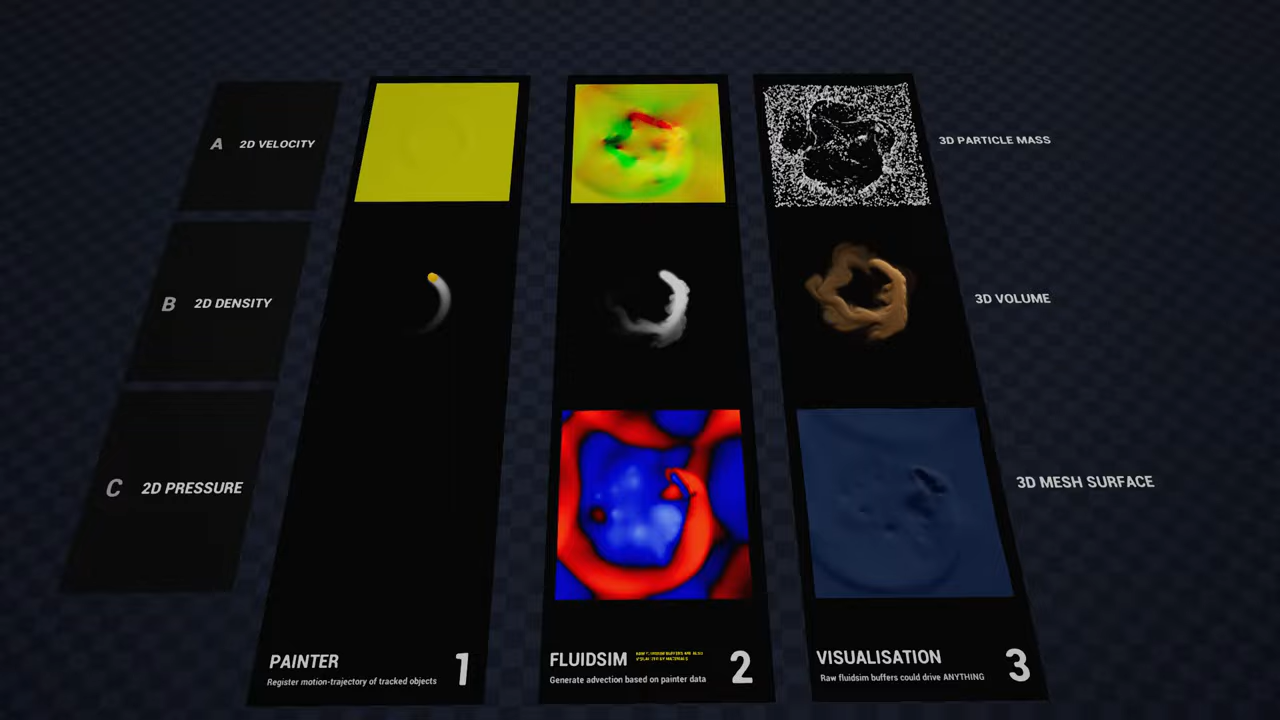 A 2D VELOCITY
3D PARTICLE MASS
B 2D DENSITY
3D VOLUME
C 2D PRESSURE
3D MESH SURFACE
PAINTER 1
Register motion-trajectory of tracked objects
FLUIDSIM 2
Generate advection based on painter data
VISUALISATION 3
Raw fluidsim buffers could drive ANYTHING